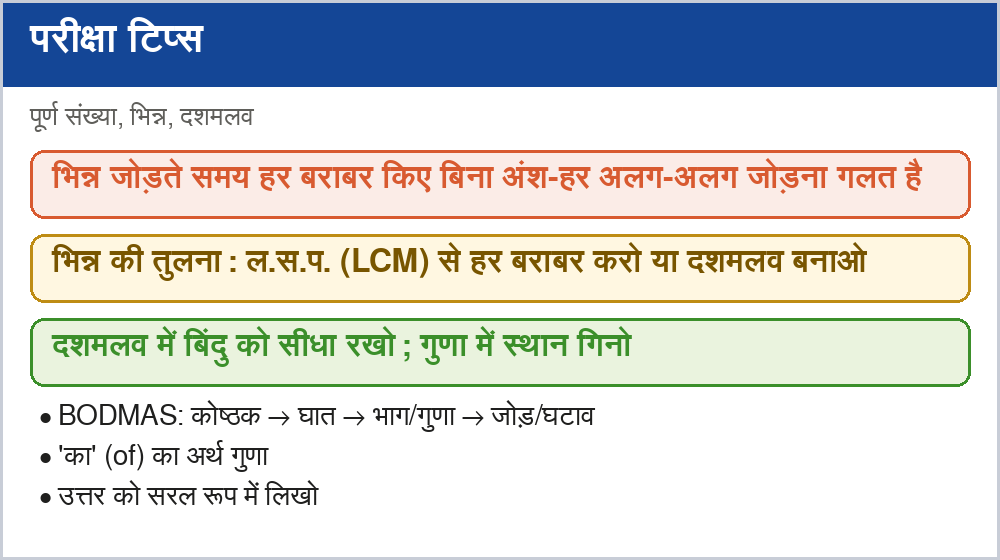 परीक्षा टिप्स
पूर्ण संख्या, भिन्न, दशमलव
भिन्न जोड़ते समय हर बराबर किए बिना अंश-हर अलग-अलग जोड़ना गलत है
भिन्न की तुलना : ल.स.प. (LCM) से हर बराबर करो या दशमलव बनाओ
दशमलव में बिंदु को सीधा रखो ; गुणा में स्थान गिनो
• BODMAS: कोष्ठक → घात → भाग/गुणा → जोड़/घटाव
• 'का' (of) का अर्थ गुणा
• उत्तर को सरल रूप में लिखो